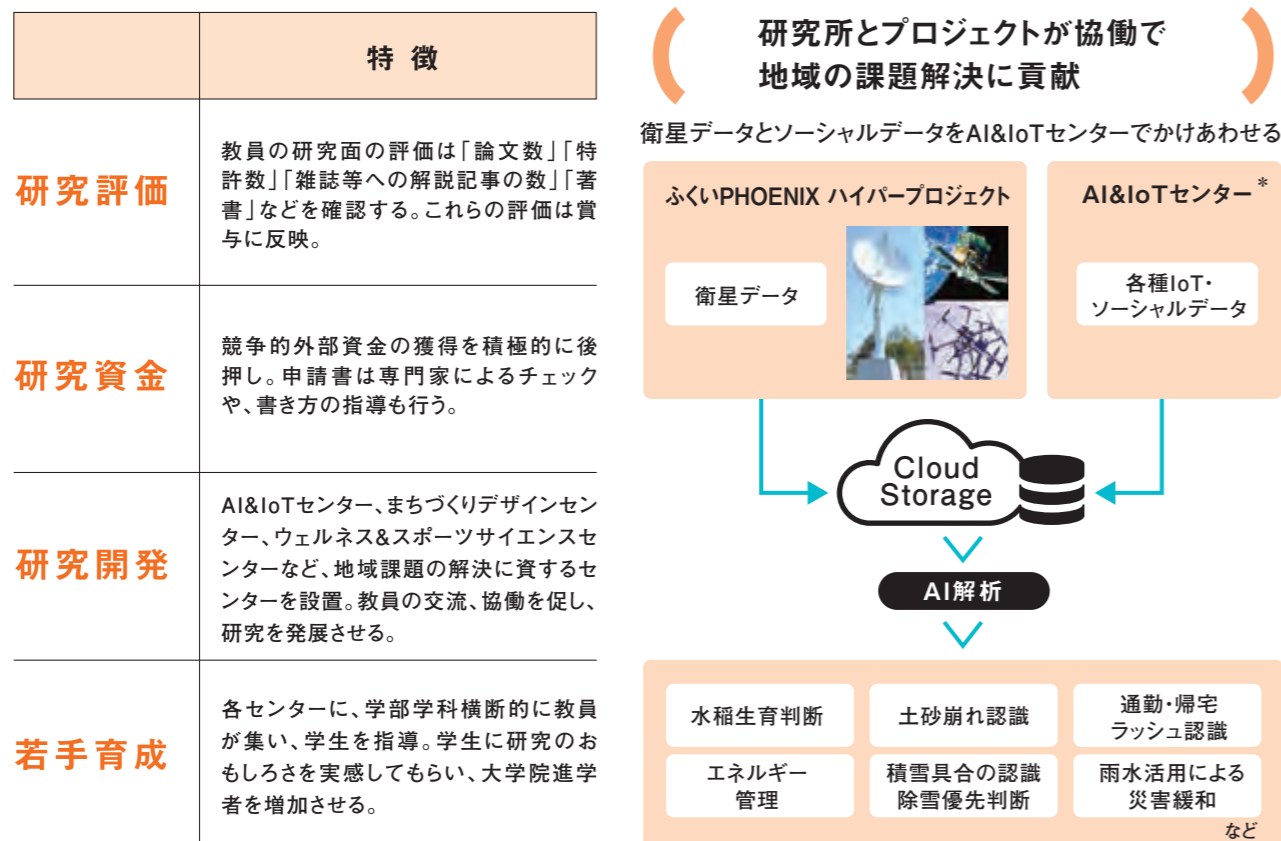 特 徴
研究評価
教員の研究面の評価は「論文数」「特
許数」「雑誌等への解説記事の数」「著
書」などを確認する。これらの評価は賞
与に反映。
研究資金
競争的外部資金の獲得を積極的に後
押し。申請書は専門家によるチェック
や、書き方の指導も行う。
研究開発
AI&IoTセンター、まちづくりデザインセン
ター、ウェルネス&スポーツサイエンスセ
ンターなど、地域課題の解決に資するセ
ンターを設置。教員の交流、協働を促し、
研究を発展させる。
若手育成
各センターに、学部学科横断的に教員
が集い、学生を指導。学生に研究のお
もしろさを実感してもらい、大学院進学
者を増加させる。
研究所とプロジェクトが協働で
地域の課題解決に貢献
衛星データとソーシャルデータをAI&IoTセンターでかけあわせる
ふくいPHOENIX ハイパープロジェクト
衛星データ
AI&IoTセンター*
各種IoT・
ソーシャルデータ
Cloud
Storage
AI解析
水稲生育判断
土砂崩れ認識
通勤・帰宅
ラッシュ認識
エネルギー
管理
積雪具合の認識
除雪優先判断
雨水活用による
災害緩和
など